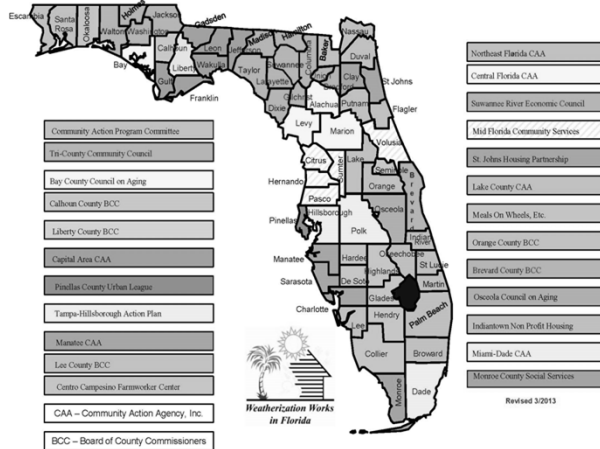 Escambia
Santa
Rosa
Okaloosa
Walton
Holmes
Washington
Jackson
Bay
Calhoun
Gulf
Liberty
Gadsden
Franklin
Leon
Wakulla
Jefferson
Madison
Taylor
Hamilton
Suwannee
Lafayette
Dixie
Columbia
Gilchrist
Baker
Union
Bradford
Alachua
Levy
Nassau
Duval
Clay
Putnam
St Johns
Flagler
Marion
Volusia
Citrus
Sumter
Lake
Hernando
Pasco
Seminole
Orange
Brevard
Pinellas
Hillsborough
Polk
Osceola
Indian
River
Manatee
Hardee
Okeechobee
Highlands
St Lucie
Sarasota
De Soto
Martin
Charlotte
Glades
Lee
Hendry
Palm Beach
Collier
Broward
Monroe
Dade
Community Action Program Committee
Tri-County Community Council
Bay County Council on Aging
Calhoun County BCC
Liberty County BCC
Capital Area CAA
Pinellas County Urban League
Tampa-Hillsborough Action Plan
Manatee CAA
Lee County BCC
Centro Campesino Farmworker Center
CAA – Community Action Agency, Inc.
BCC – Board of County Commissioners
Weatherization Works
in Florida
Northeast Florida CAA
Central Florida CAA
Suwannee River Economic Council
Mid Florida Community Services
St. Johns Housing Partnership
Lake County CAA
Meals On Wheels, Etc.
Orange County BCC
Brevard County BCC
Osceola Council on Aging
Indiantown Non Profit Housing
Miami-Dade CAA
Monroe County Social Services
Revised 3/2013